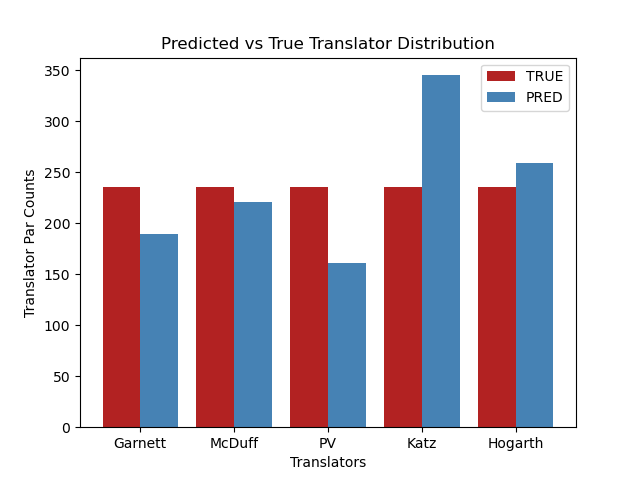 Predicted vs True Translator Distribution
TRUE
PRED
Translator Par Counts
350
300
250
200
150
100
50
0
Garnett McDuff PV Katz Hogarth
Translators